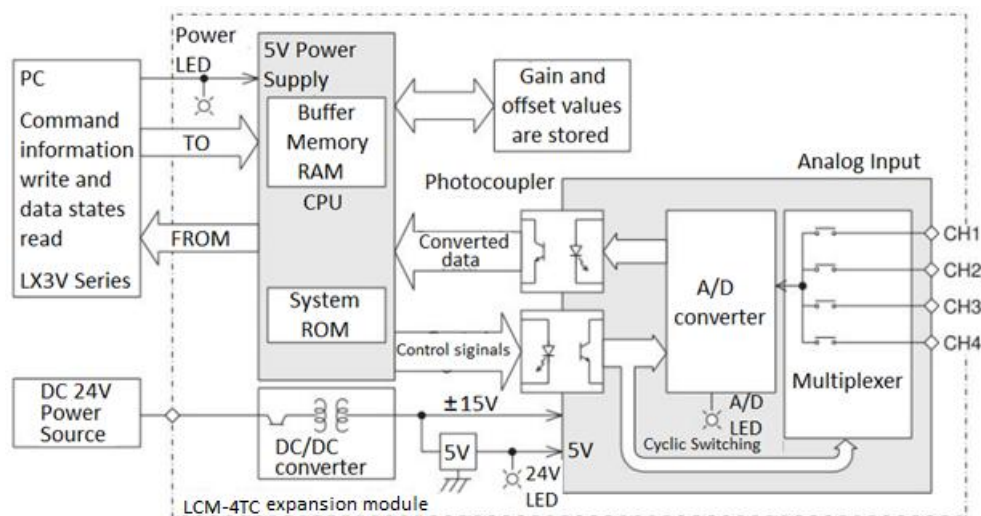 Power
LED
PC
Command
information
write and
data states
read
LX3V Series
TO
FROM
5V Power
Supply
Buffer
Memory
RAM
CPU
System
ROM
Gain and
offset values
are stored
Photocoupler
Analog Input
Converted
data
Control siginals
A/D
converter
Multiplexer
CH1
CH2
CH3
CH4
A/D
LED
Cyclic Switching
DC 24V
Power
Source
DC/DC
converter
±15V
5V
5V
24V
LED
LCM-4TC expansion module